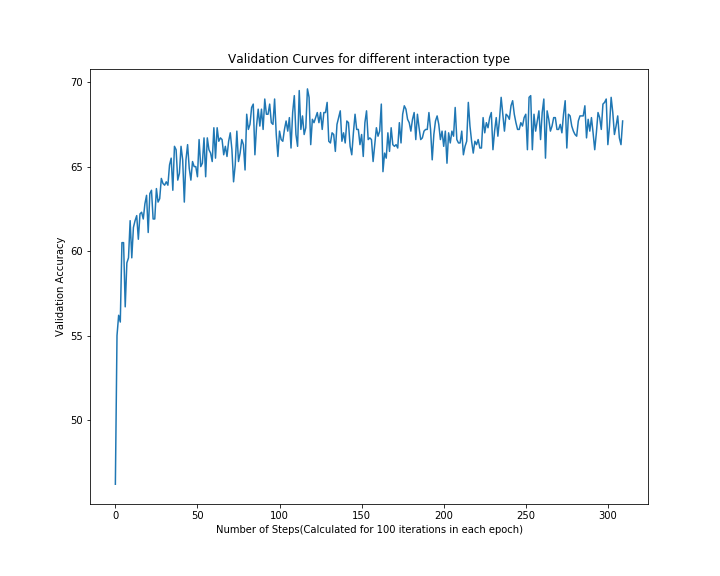 Validation Curves for different interaction type
70
65
60
55
50
Validation Accuracy
0 50 100 150 200 250 300
Number of Steps(Calculated for 100 iterations in each epoch)